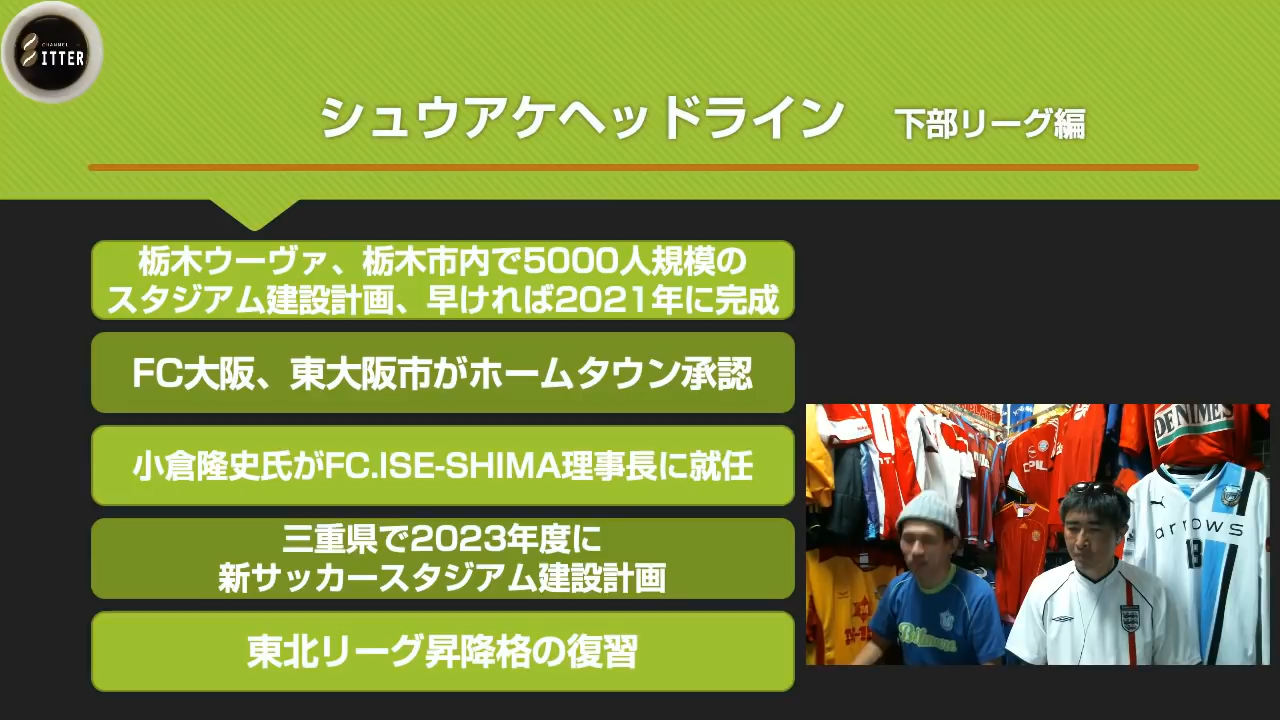 CHANNEL
BITTER
シュウアケヘッドライン 下部リーグ編
栃木ウーヴァ、栃木市内で5000人規模の
スタジアム建設計画、早ければ2021年に完成
FC大阪、東大阪市がホームタウン承認
小倉隆史氏がFC.ISE-SHIMA理事長に就任
三重県で2023年度に
新サッカースタジアム建設計画
東北リーグ昇降格の復習
DENIMES
OPEL
arrows
13
Bellmare